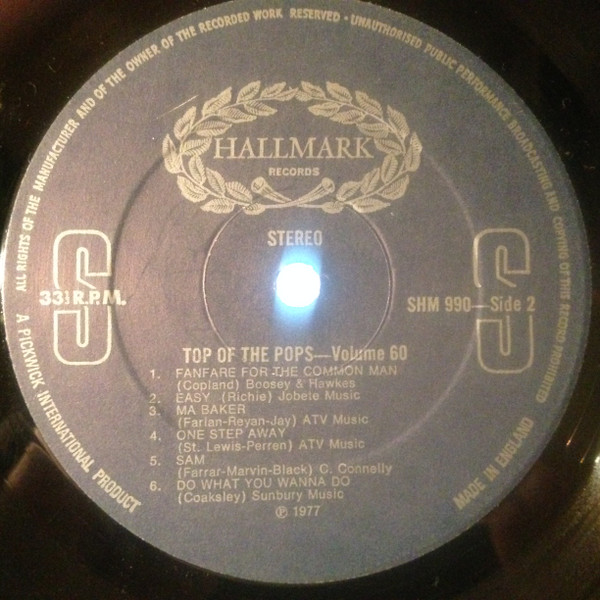 ALL RIGHTS OF THE MANUFACTURER AND OF THE OWNER OF THE RECORDED WORK RESERVED · UNAUTHORISED PUBLIC PERFORMANCE BROADCASTING AND COPYING OF THIS RECORD PROHIBITED
HALLMARK
RECORDS
STEREO
S
S
33⅓ R.P.M.
SHM 990—Side 2
TOP OF THE POPS—Volume 60
1. FANFARE FOR THE COMMON MAN
(Copland) Boosey & Hawkes
2. EASY (Richie) Jobete Music
3. MA BAKER
(Farian-Reyan-Jay) ATV Music
4. ONE STEP AWAY
(St. Lewis-Perren) ATV Music
5. SAM
(Farrar-Marvin-Black) C. Connelly
6. DO WHAT YOU WANNA DO
(Coaksley) Sunbury Music
℗ 1977
A PICKWICK INTERNATIONAL PRODUCT
MADE IN ENGLAND